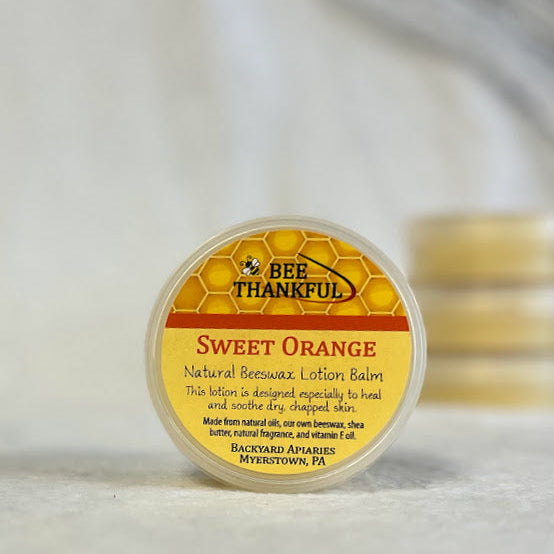 BEE
THANKFUL
SWEET ORANGE
Natural Beeswax Lotion Balm
This lotion is designed especially to heal
and soothe dry, chapped skin.
Made from natural oils, our own beeswax, shea
butter, natural fragrance, and vitamin E oil.
BACKYARD APIARIES
MYERSTOWN, PA